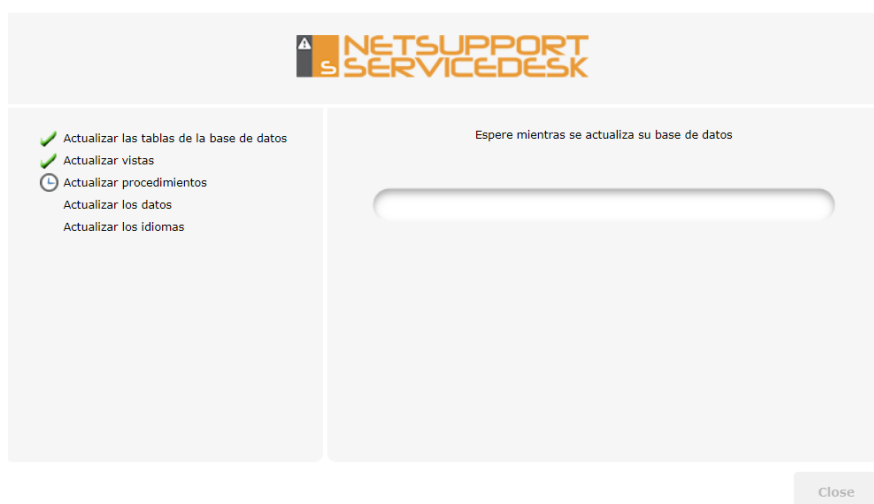 NETSUPPORT
S SERVICEDESK
Actualizar las tablas de la base de datos
Actualizar vistas
Actualizar procedimientos
Actualizar los datos
Actualizar los idiomas
Espere mientras se actualiza su base de datos
Close